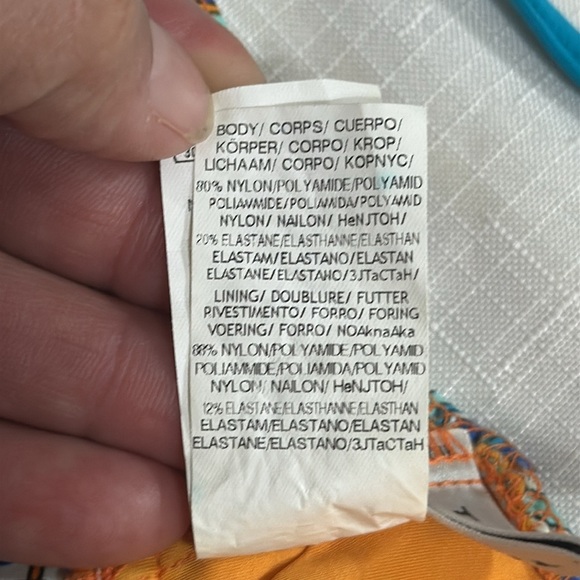 BODY/ CORPS/ CUERPO/
KÖRPER/ CORPO/ KROP/
LICHAAM/ CORPO/ KOPNYC/
80% NYLON/POLYAMIDE/POLYAMID
POLIAMMIDE/POLIAMIDA/POLYAMID
NYLON/ NAILON/ HeNJTOH/
20% ELASTANE/ELASTHANNE/ELASTHAN
ELASTAM/ELASTANO/ELASTAN
ELASTANE/ELASTANO/3JTaCTaH/
LINING/ DOUBLURE/ FUTTER
RIVESTIMENTO/ FORRO/ FORING
VOERING/ FORRO/ NOAknaAka
88% NYLON/POLYAMIDE/POLYAMID
POLIAMMIDE/POLIAMIDA/POLYAMID
NYLON/ NAILON/ HeNJTOH/
12% ELASTANE/ELASTHANNE/ELASTHAN
ELASTAM/ELASTANO/ELASTAN
ELASTANE/ELASTANO/3JTaCTaH